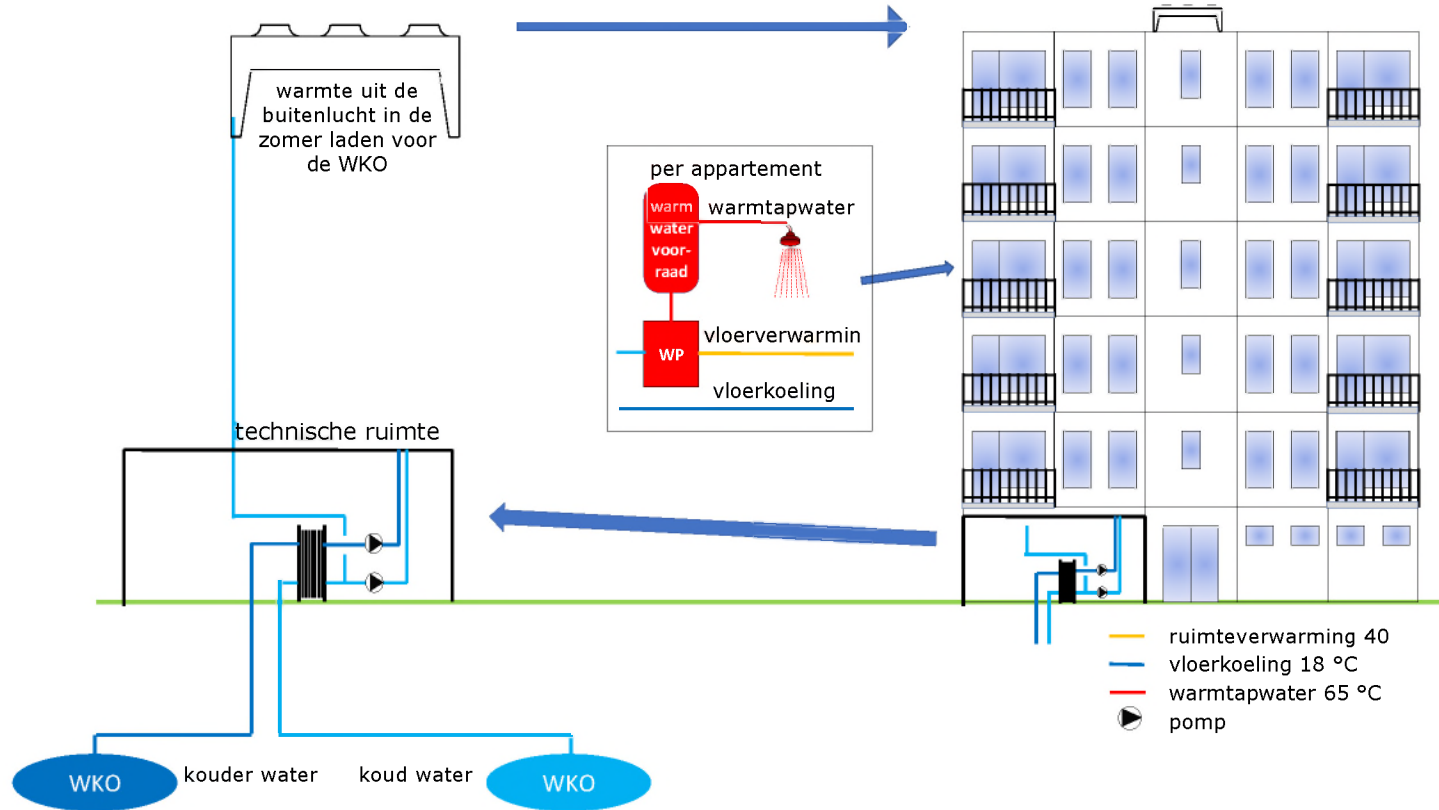 warmte uit de
buitenlucht in de
zomer laden voor
de WKO
per appartement
warm
water
voor-
raad
warmtapwater
WP
vloerverwarmin
vloerkoeling
technische ruimte
ruimteverwarming 40
vloerkoeling 18 °C
warmtapwater 65 °C
pomp
WKO
kouder water
koud water
WKO